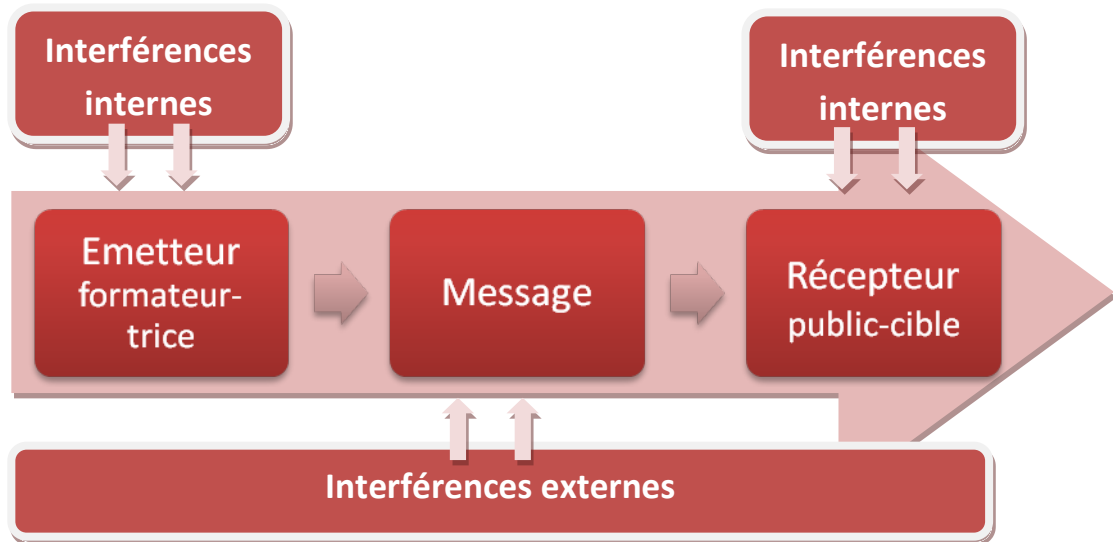 Interférences
internes
Interférences
internes
Emetteur
formateur-
trice
Message
Récepteur
public-cible
Interférences externes